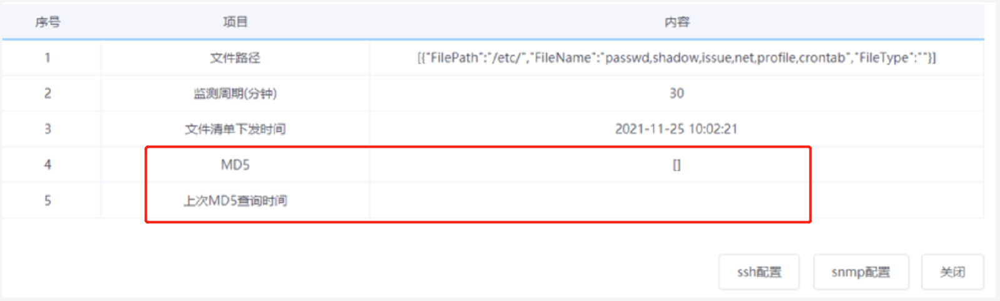 序号 项目 内容
1 文件路径 [{"FilePath":"/etc/","FileName":"passwd,shadow,issue,net,profile,crontab","FileType":""}]
2 监测周期(分钟) 30
3 文件清单下发时间 2021-11-25 10:02:21
4 MD5 []
5 上次MD5查询时间
ssh配置 snmp配置 关闭